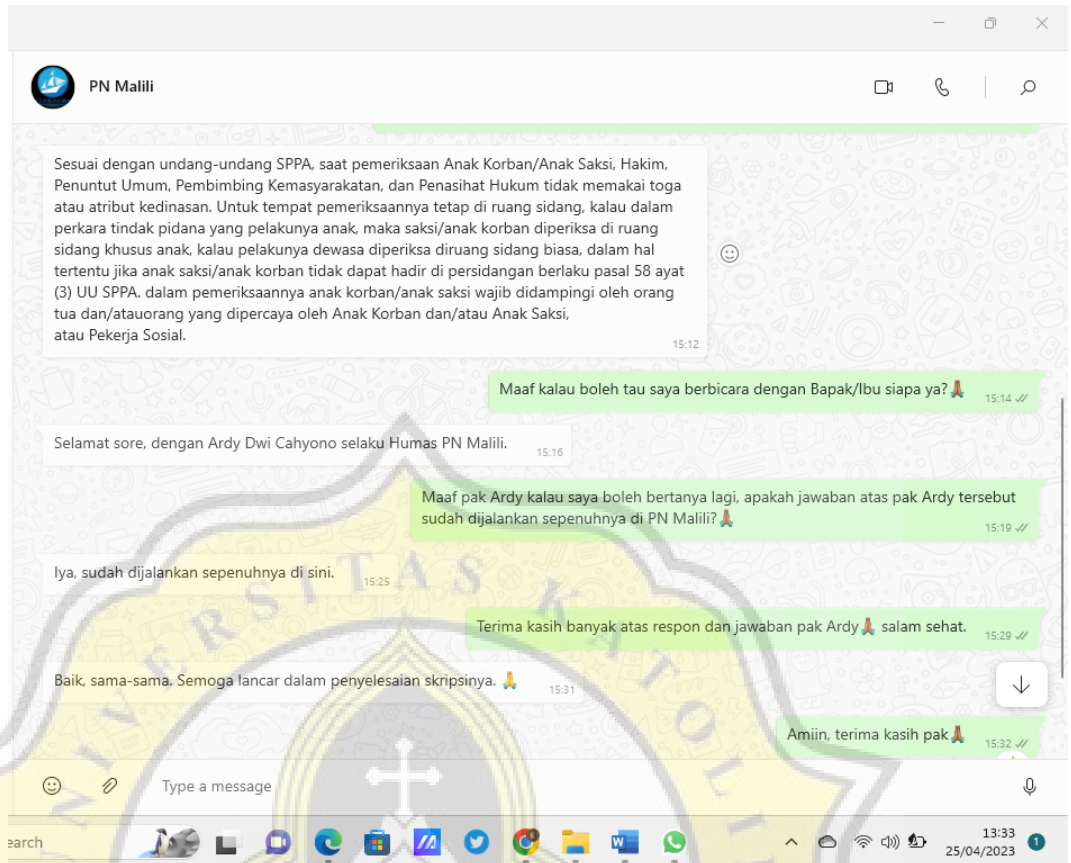 PN Malili
Sesuai dengan undang-undang SPPA, saat pemeriksaan Anak Korban/Anak Saksi, Hakim,
Penuntut Umum, Pembimbing Kemasyarakatan, dan Penasihat Hukum tidak memakai toga
atau atribut kedinasan. Untuk tempat pemeriksaannya tetap di ruang sidang, kalau dalam
perkara tindak pidana yang pelakunya anak, maka saksi/anak korban diperiksa di ruang
sidang khusus anak, kalau pelakunya dewasa diperiksa diruang sidang biasa, dalam hal
tertentu jika anak saksi/anak korban tidak dapat hadir di persidangan berlaku pasal 58 ayat
(3) UU SPPA. dalam pemeriksaannya anak korban/anak saksi wajib didampingi oleh orang
tua dan/atauorang yang dipercaya oleh Anak Korban dan/atau Anak Saksi,
atau Pekerja Sosial.
15:12
Maaf kalau boleh tau saya berbicara dengan Bapak/Ibu siapa ya?🙏🏽
15:14
Selamat sore, dengan Ardy Dwi Cahyono selaku Humas PN Malili.
15:16
Maaf pak Ardy kalau saya boleh bertanya lagi, apakah jawaban atas pak Ardy tersebut
sudah dijalankan sepenuhnya di PN Malili?🙏🏽
15:19
Iya, sudah dijalankan sepenuhnya di sini.
15:25
Terima kasih banyak atas respon dan jawaban pak Ardy🙏🏽 salam sehat.
15:29
Baik, sama-sama. Semoga lancar dalam penyelesaian skripsinya. 🙏
15:31
Amiin, terima kasih pak🙏🏽
15:32
Type a message
earch
13:33
25/04/2023
1
UNIVERSITAS KATOLI